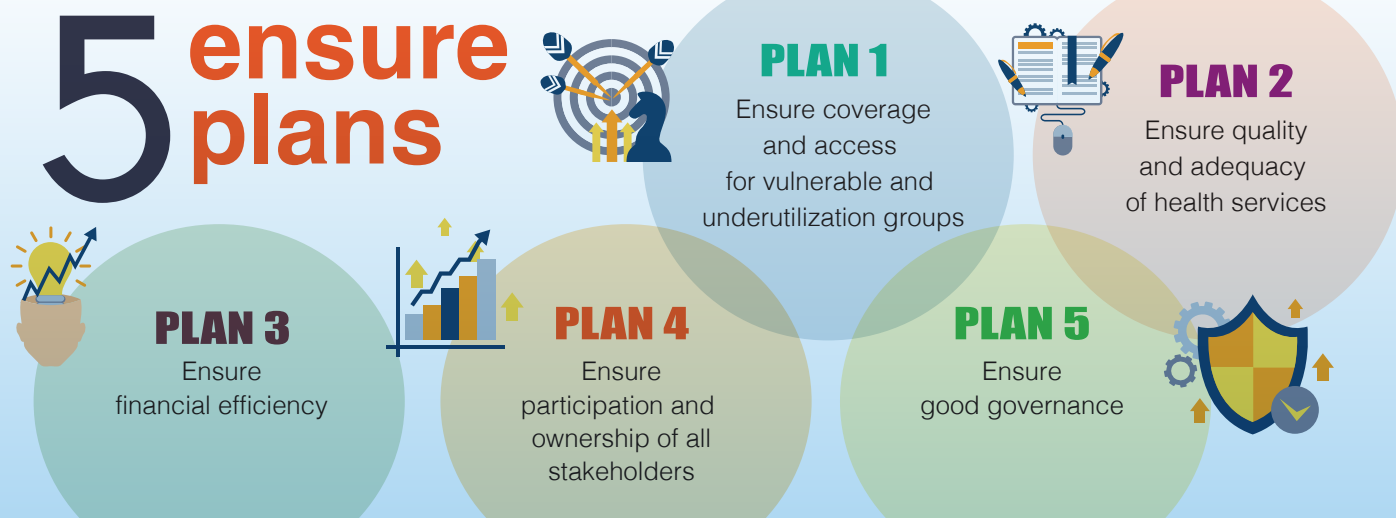 5 ensure
plans
PLAN 1
Ensure coverage
and access
for vulnerable and
underutilization groups
PLAN 2
Ensure quality
and adequacy
of health services
PLAN 3
Ensure
financial efficiency
PLAN 4
Ensure
participation and
ownership of all
stakeholders
PLAN 5
Ensure
good governance